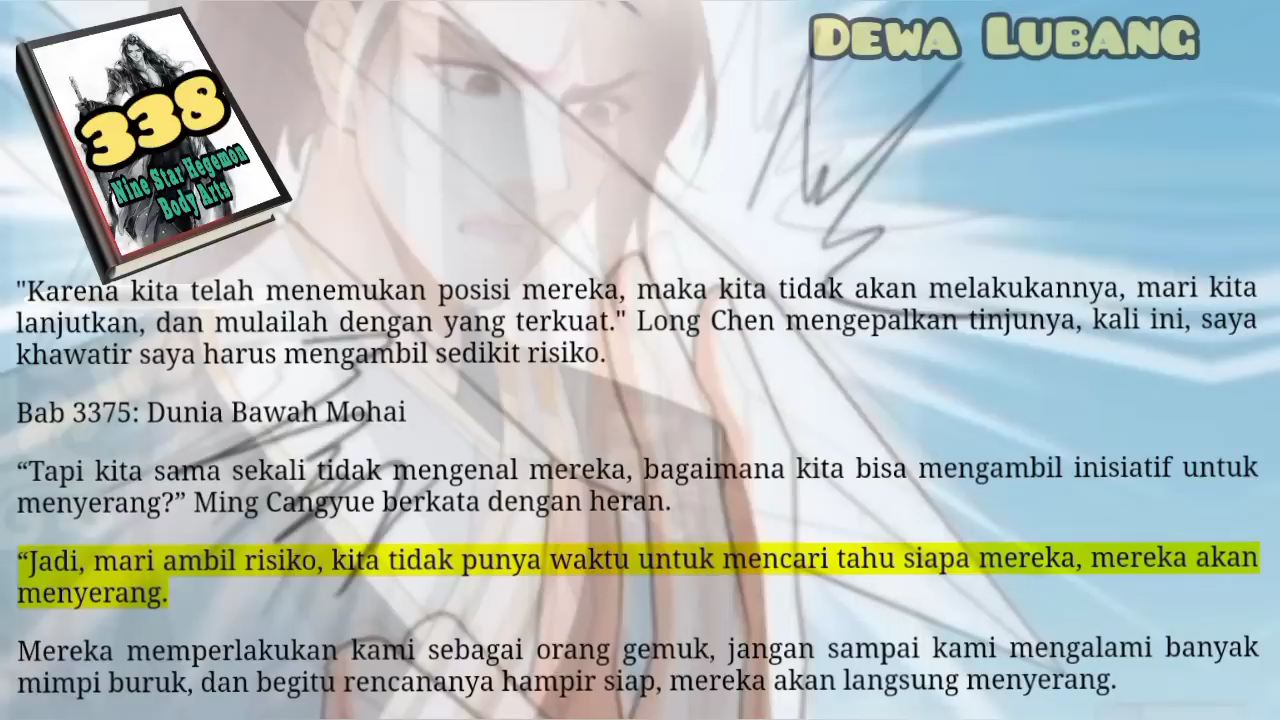 Dewa Lubang
338
Nine Star Hegemon
Body Arts
"Karena kita telah menemukan posisi mereka, maka kita tidak akan melakukannya, mari kita
lanjutkan, dan mulailah dengan yang terkuat." Long Chen mengepalkan tinjunya, kali ini, saya
khawatir saya harus mengambil sedikit risiko.
Bab 3375: Dunia Bawah Mohai
“Tapi kita sama sekali tidak mengenal mereka, bagaimana kita bisa mengambil inisiatif untuk
menyerang?” Ming Cangyue berkata dengan heran.
“Jadi, mari ambil risiko, kita tidak punya waktu untuk mencari tahu siapa mereka, mereka akan
menyerang.
Mereka memperlakukan kami sebagai orang gemuk, jangan sampai kami mengalami banyak
mimpi buruk, dan begitu rencananya hampir siap, mereka akan langsung menyerang.